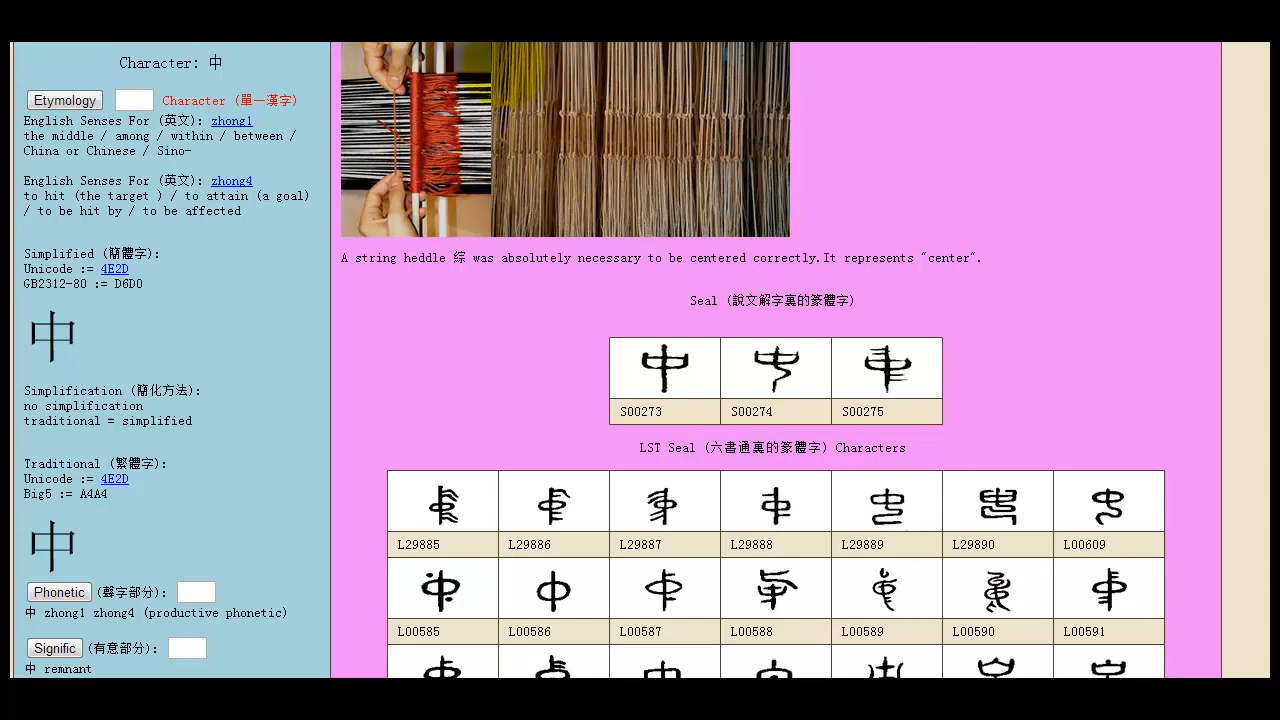 Character: 中
Etymology Character (單一漢字)
English Senses For (英文): zhong1
the middle / among / within / between /
China or Chinese / Sino-
English Senses For (英文): zhong4
to hit (the target ) / to attain (a goal)
/ to be hit by / to be affected
Simplified (簡體字):
Unicode := 4E2D
GB2312-80 := D6D0
中
Simplification (簡化方法):
no simplification
traditional = simplified
Traditional (繁體字):
Unicode := 4E2D
Big5 := A4A4
中
Phonetic (聲字部分):
中 zhong1 zhong4 (productive phonetic)
Signific (有意部分):
中 remnant
A string heddle 綜 was absolutely necessary to be centered correctly.It represents "center".
Seal (說文解字裏的篆體字)
S00273 S00274 S00275
LST Seal (六書通裏的篆體字) Characters
L29885 L29886 L29887 L29888 L29889 L29890 L00609
L00585 L00586 L00587 L00588 L00589 L00590 L00591